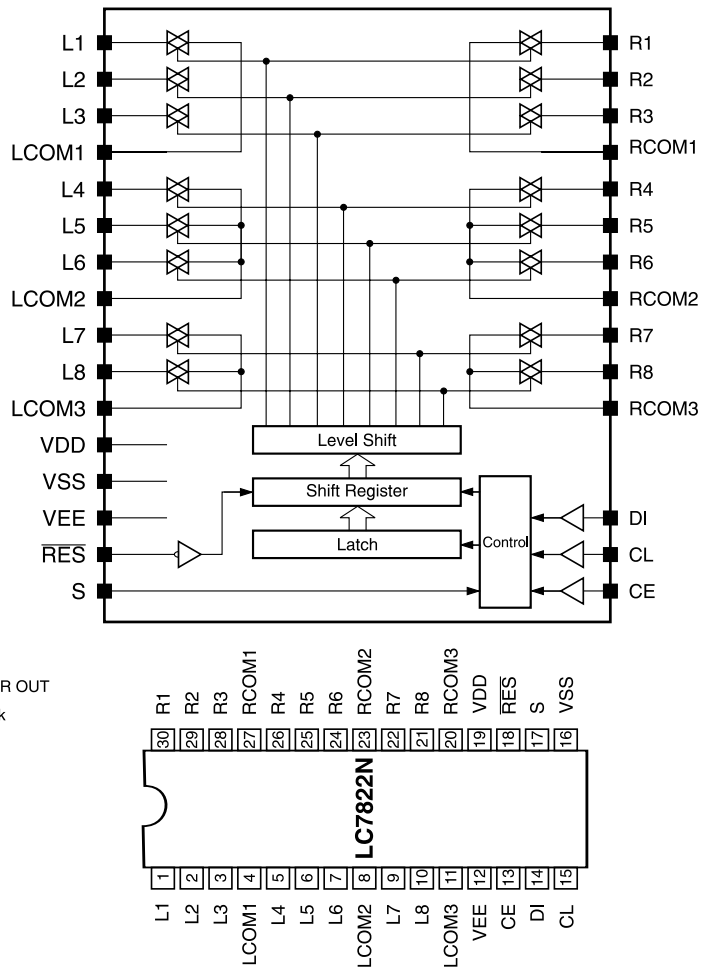 L1 R1
L2 R2
L3 R3
LCOM1 RCOM1
L4 R4
L5 R5
L6 R6
LCOM2 RCOM2
L7 R7
L8 R8
LCOM3 RCOM3
VDD Level Shift
VSS Shift Register
VEE DI
RES Latch Control CL
S CE
R OUT
k
R1 R2 R3 RCOM1 R4 R5 R6 RCOM2 R7 R8 RCOM3 VDD RES S VSS
30 29 28 27 26 25 24 23 22 21 20 19 18 17 16
LC7822N
1 2 3 4 5 6 7 8 9 10 11 12 13 14 15
L1 L2 L3 LCOM1 L4 L5 L6 LCOM2 L7 L8 LCOM3 VEE CE DI CL